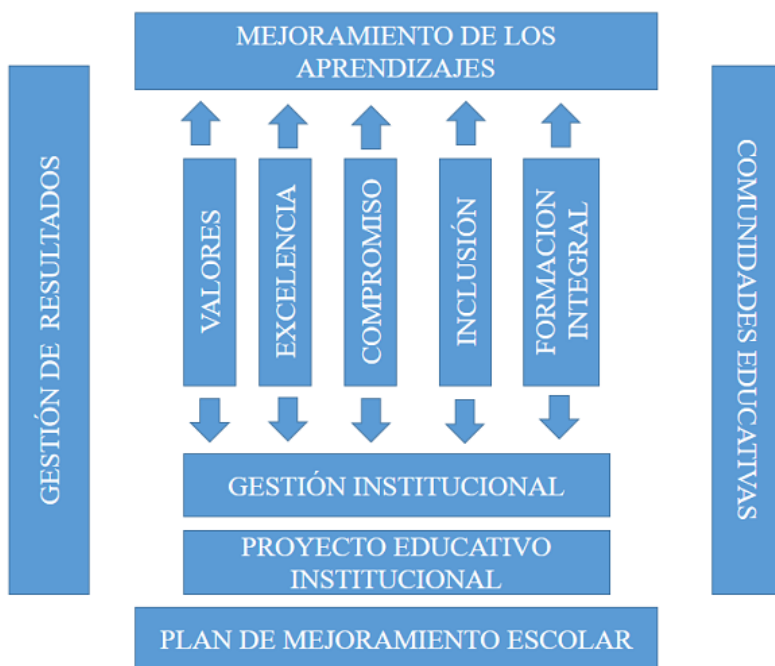 MEJORAMIENTO DE LOS
APRENDIZAJES
GESTIÓN DE RESULTADOS
VALORES
EXCELENCIA
COMPROMISO
INCLUSIÓN
FORMACION
INTEGRAL
COMUNIDADES EDUCATIVAS
GESTIÓN INSTITUCIONAL
PROYECTO EDUCATIVO
INSTITUCIONAL
PLAN DE MEJORAMIENTO ESCOLAR